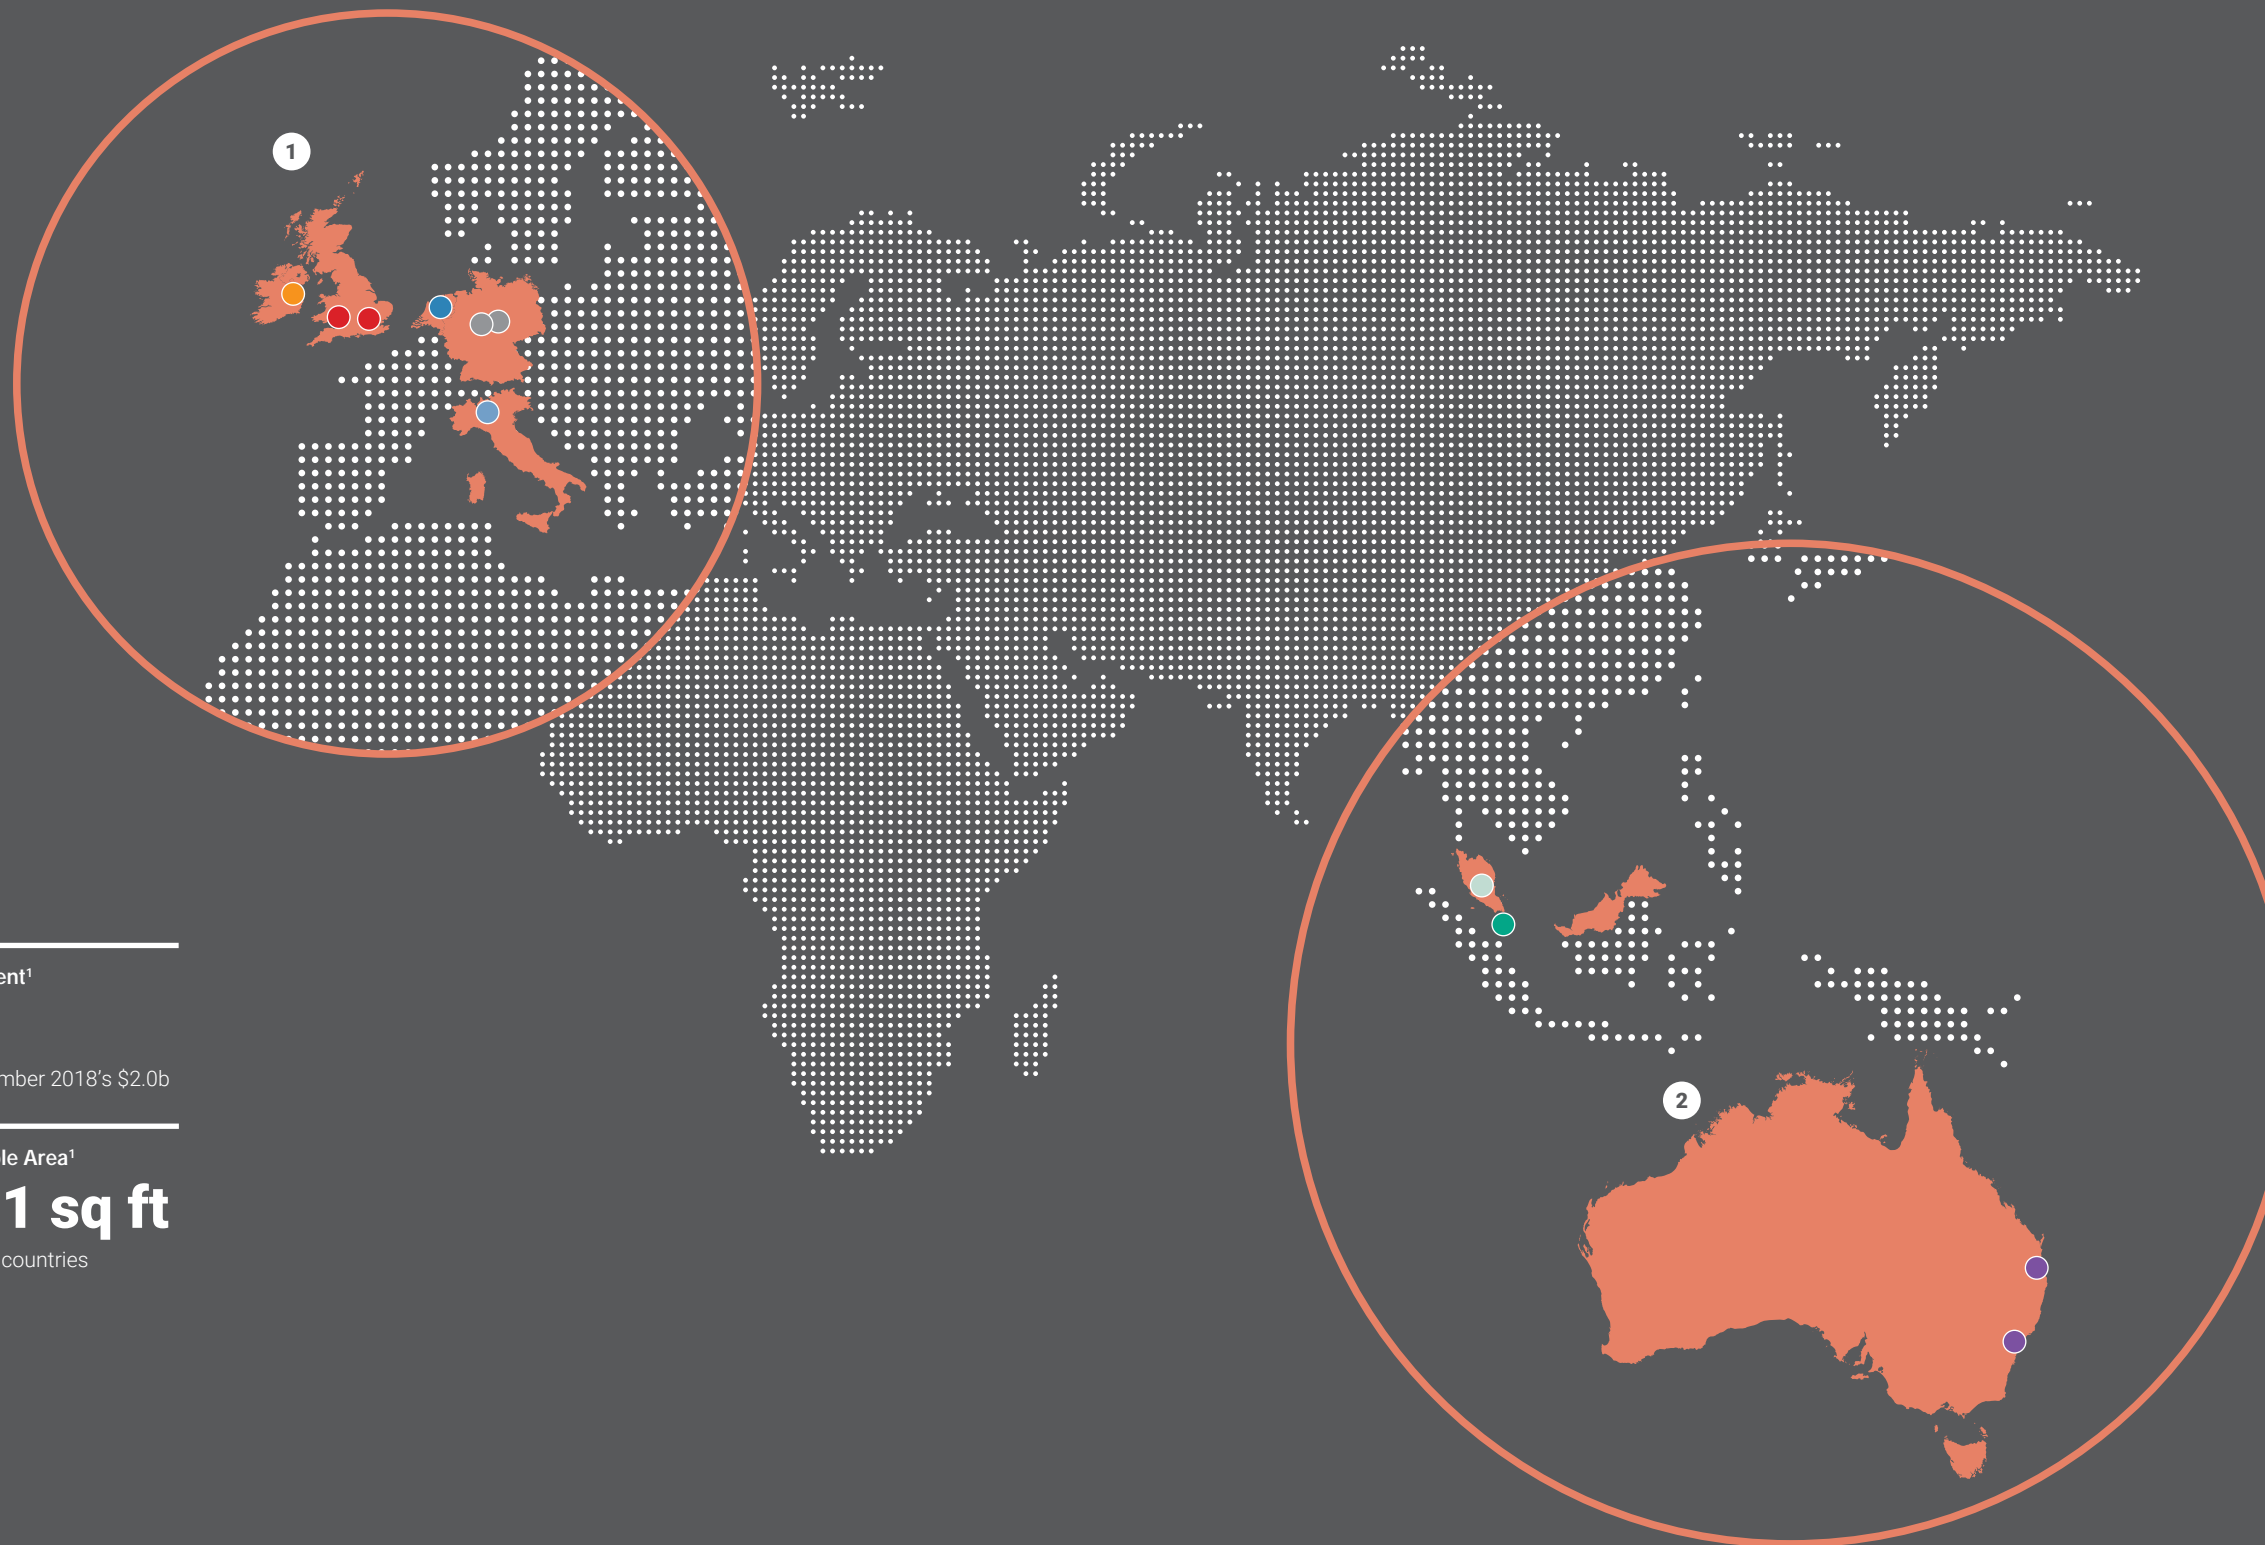 1
ent¹
mber 2018’s $2.0b
le Area¹
1 sq ft
countries
2